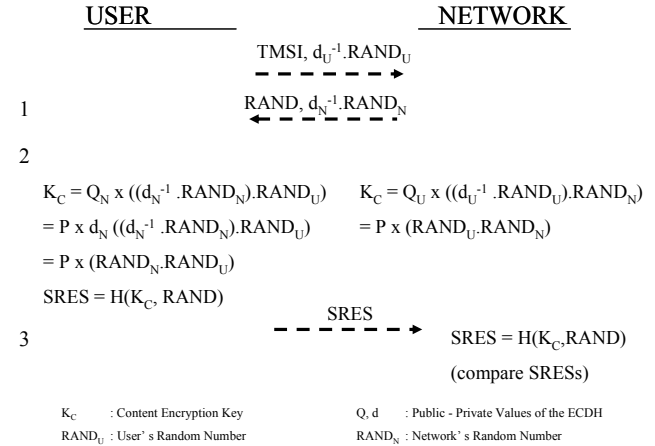 USER NETWORK
TMSI, d_U^-1.RAND_U
1 RAND, d_N^-1.RAND_N
2
K_C = Q_N x ((d_N^-1 .RAND_N).RAND_U) K_C = Q_U x ((d_U^-1 .RAND_U).RAND_N)
= P x d_N ((d_N^-1 .RAND_N).RAND_U) = P x (RAND_U.RAND_N)
= P x (RAND_N.RAND_U)
SRES = H(K_C, RAND)
SRES
3 SRES = H(K_C,RAND)
(compare SRESs)
K_C : Content Encryption Key Q, d : Public - Private Values of the ECDH
RAND_U : User' s Random Number RAND_N : Network' s Random Number